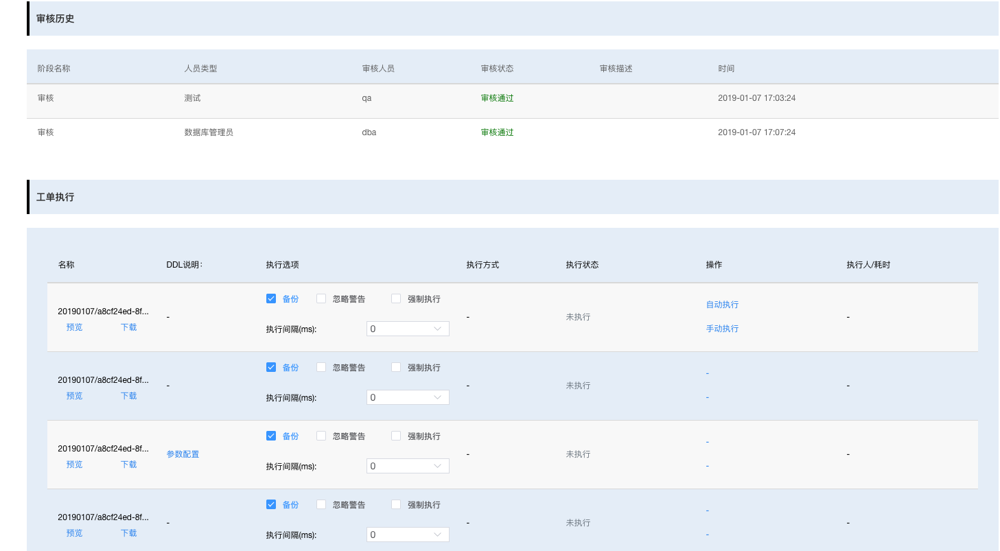 审核历史
阶段名称 人员类型 审核人员 审核状态 审核描述 时间
审核 测试 qa 审核通过 2019-01-07 17:03:24
审核 数据库管理员 dba 审核通过 2019-01-07 17:07:24
工单执行
名称 DDL说明: 执行选项 执行方式 执行状态 操作 执行人/耗时
备份 忽略警告 强制执行
自动执行
20190107/a8cf24ed-8f...
- - 未执行 -
预览 下载
执行间隔(ms): 0
手动执行
备份 忽略警告 强制执行
-
20190107/a8cf24ed-8f...
- - 未执行 -
预览 下载
执行间隔(ms): 0
-
备份 忽略警告 强制执行
-
20190107/a8cf24ed-8f...
参数配置 - 未执行 -
预览 下载
执行间隔(ms): 0
-
备份 忽略警告 强制执行
-
20190107/a8cf24ed-8f...
- - 未执行 -
预览 下载
执行间隔(ms): 0
-